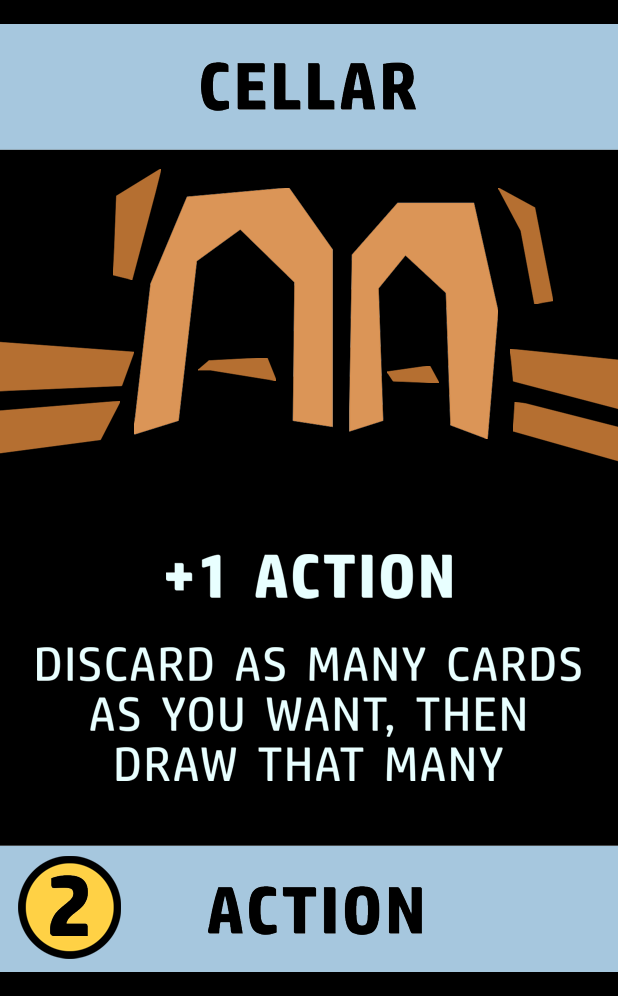 CELLAR
+1 ACTION
DISCARD AS MANY CARDS
AS YOU WANT, THEN
DRAW THAT MANY
2 ACTION